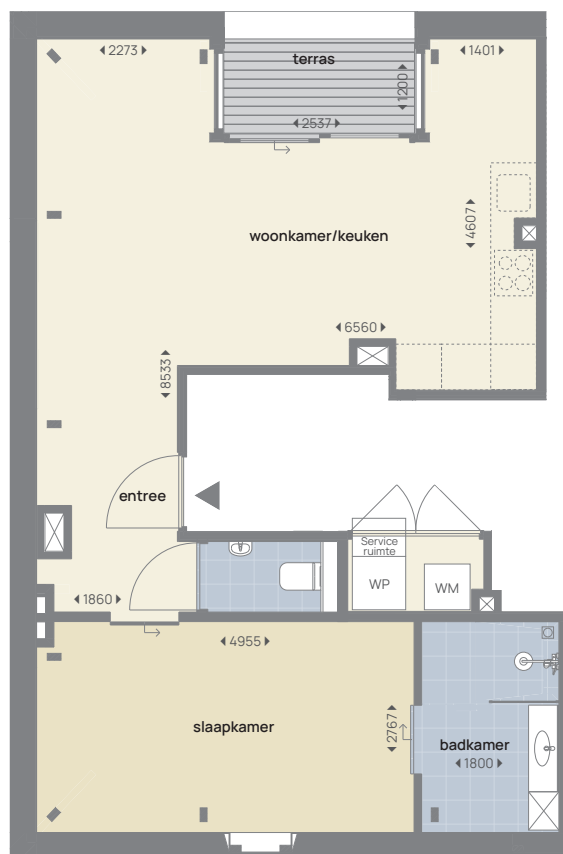 2273
terras
1401
1200
2537
woonkamer/keuken
4607
6560
8533
entree
Service
ruimte
WP
WM
1860
4955
slaapkamer
2767
badkamer
1800